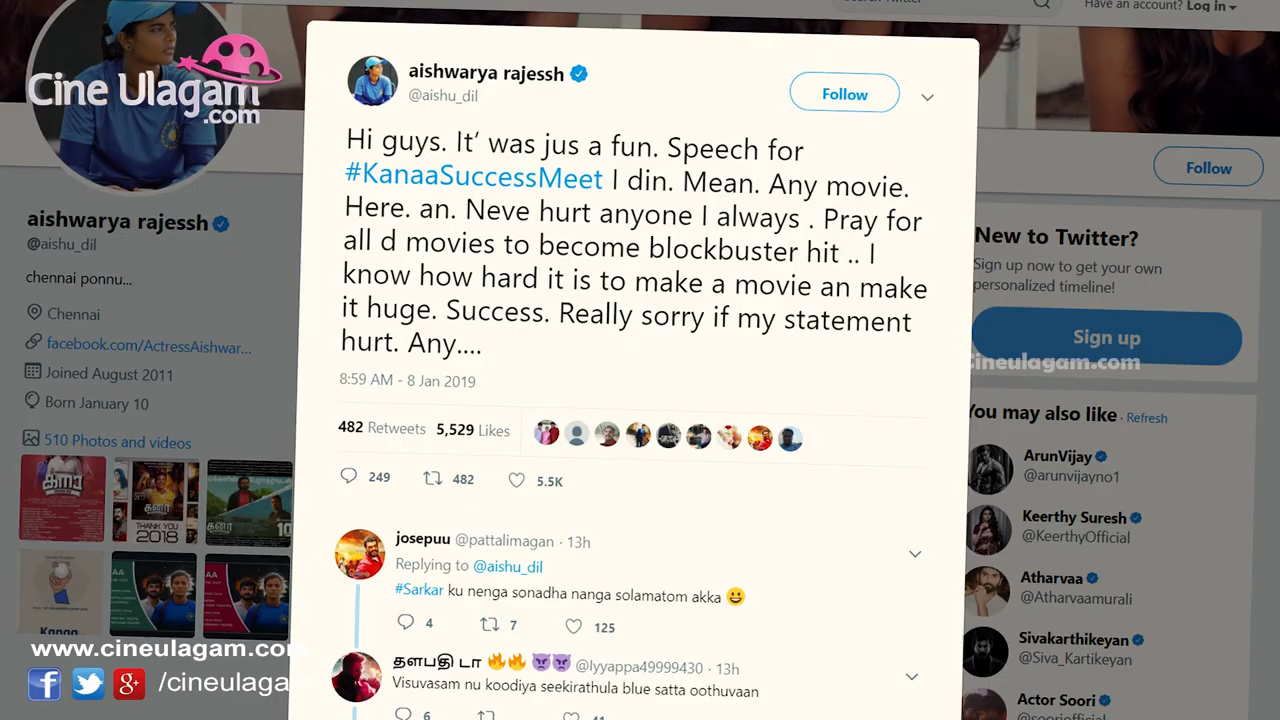 Search Twitter
Have an account? Log in
Cine Ulagam
.com
aishwarya rajessh
@aishu_dil
Follow
Hi guys. It’ was jus a fun. Speech for
#KanaaSuccessMeet I din. Mean. Any movie.
Here. an. Neve hurt anyone I always . Pray for
all d movies to become blockbuster hit .. I
know how hard it is to make a movie an make
it huge. Success. Really sorry if my statement
hurt. Any....
8:59 AM - 8 Jan 2019
482 Retweets 5,529 Likes
249 482 5.5K
josepuu @pattalimagan · 13h
Replying to @aishu_dil
#Sarkar ku nenga sonadha nanga solamatom akka 😀
4 7 125
தளபதி டா 🔥🔥 😈😈 @Iyyappa49999430 · 13h
Visuvasam nu koodiya seekirathula blue satta oothuvaan
6 41
aishwarya rajessh
@aishu_dil
chennai ponnu...
Chennai
facebook.com/ActressAishwar...
Joined August 2011
Born January 10
510 Photos and videos
கனா
THANK YOU
2018
www.cineulagam.com
/cineulagam
Follow
New to Twitter?
Sign up now to get your own
personalized timeline!
Sign up
Cineulagam.com
You may also like · Refresh
ArunVijay
@arunvijayno1
Keerthy Suresh
@KeerthyOfficial
Atharvaa
@Atharvaamurali
Sivakarthikeyan
@Siva_Kartikeyan
Actor Soori
@sooriofficial